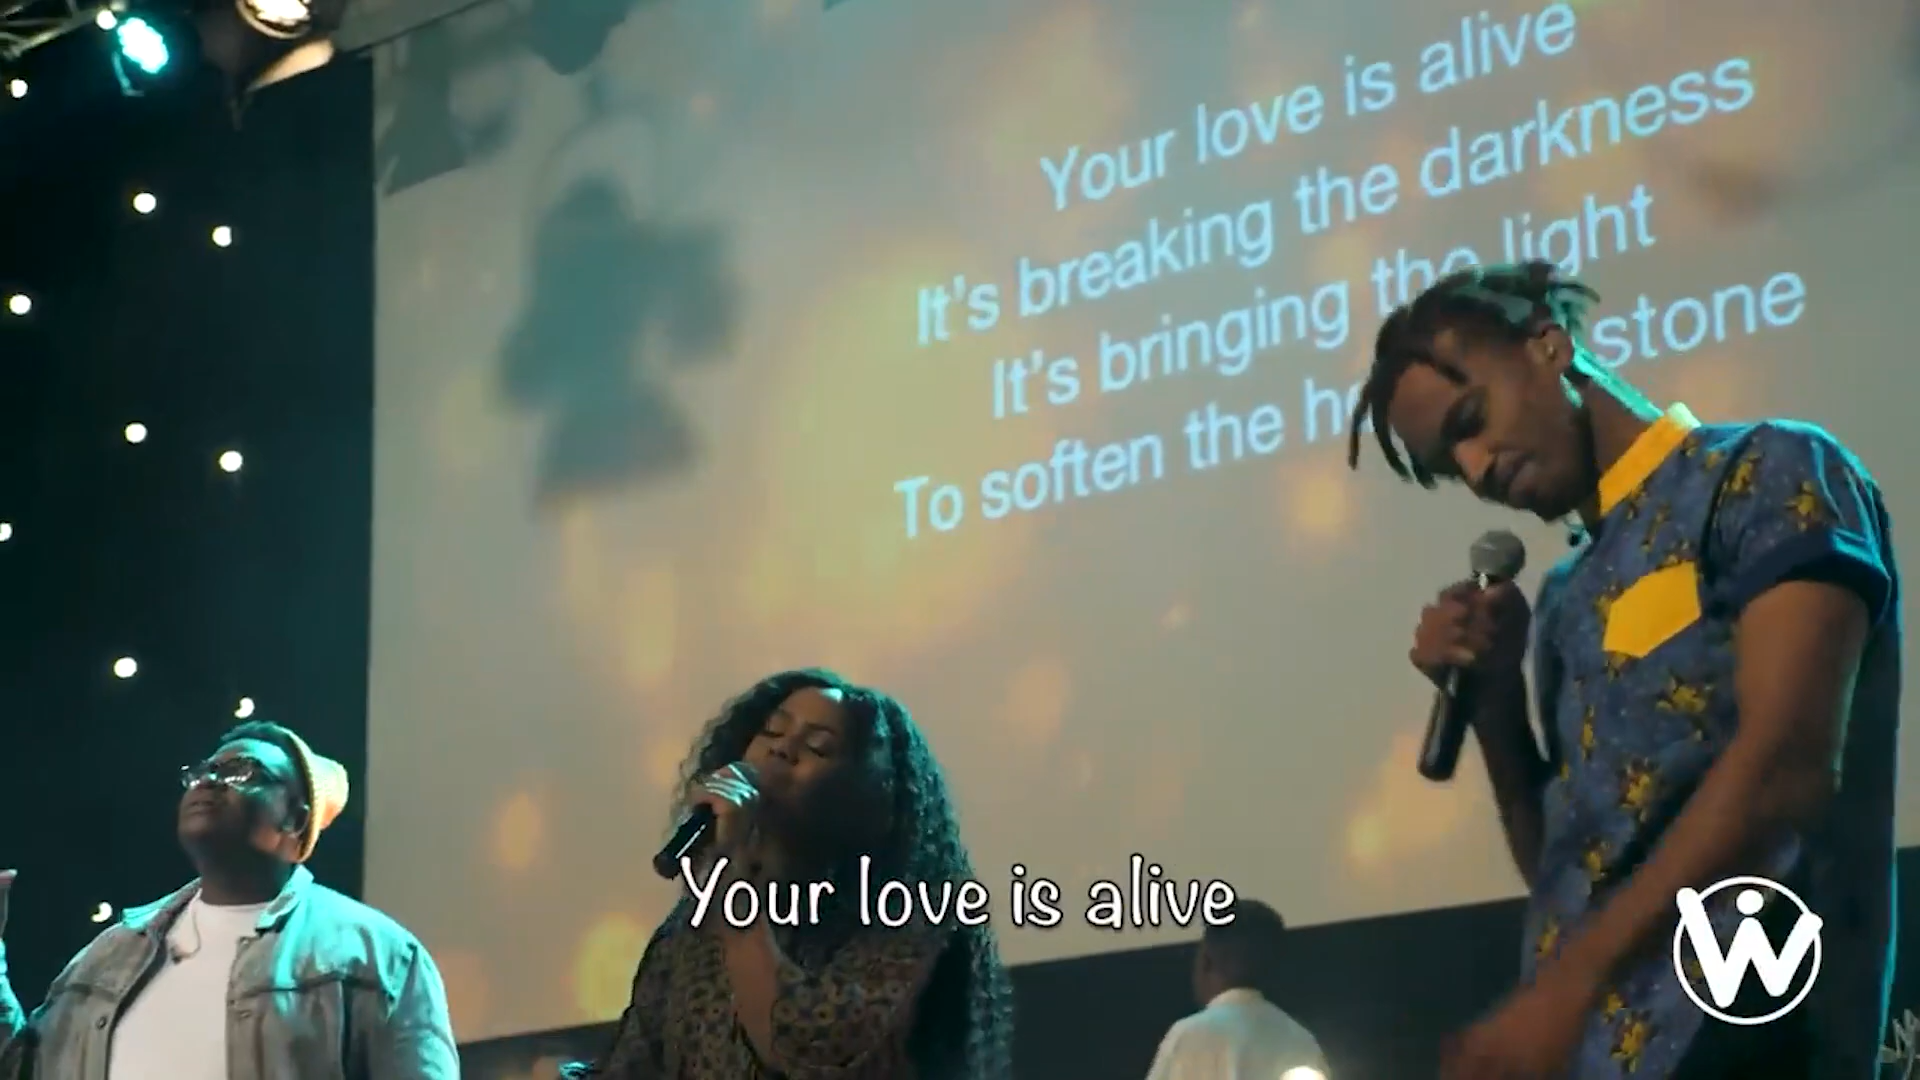 Your love is alive
It's breaking the darkness
It's bringing the light
To soften the stone
Your love is alive
W